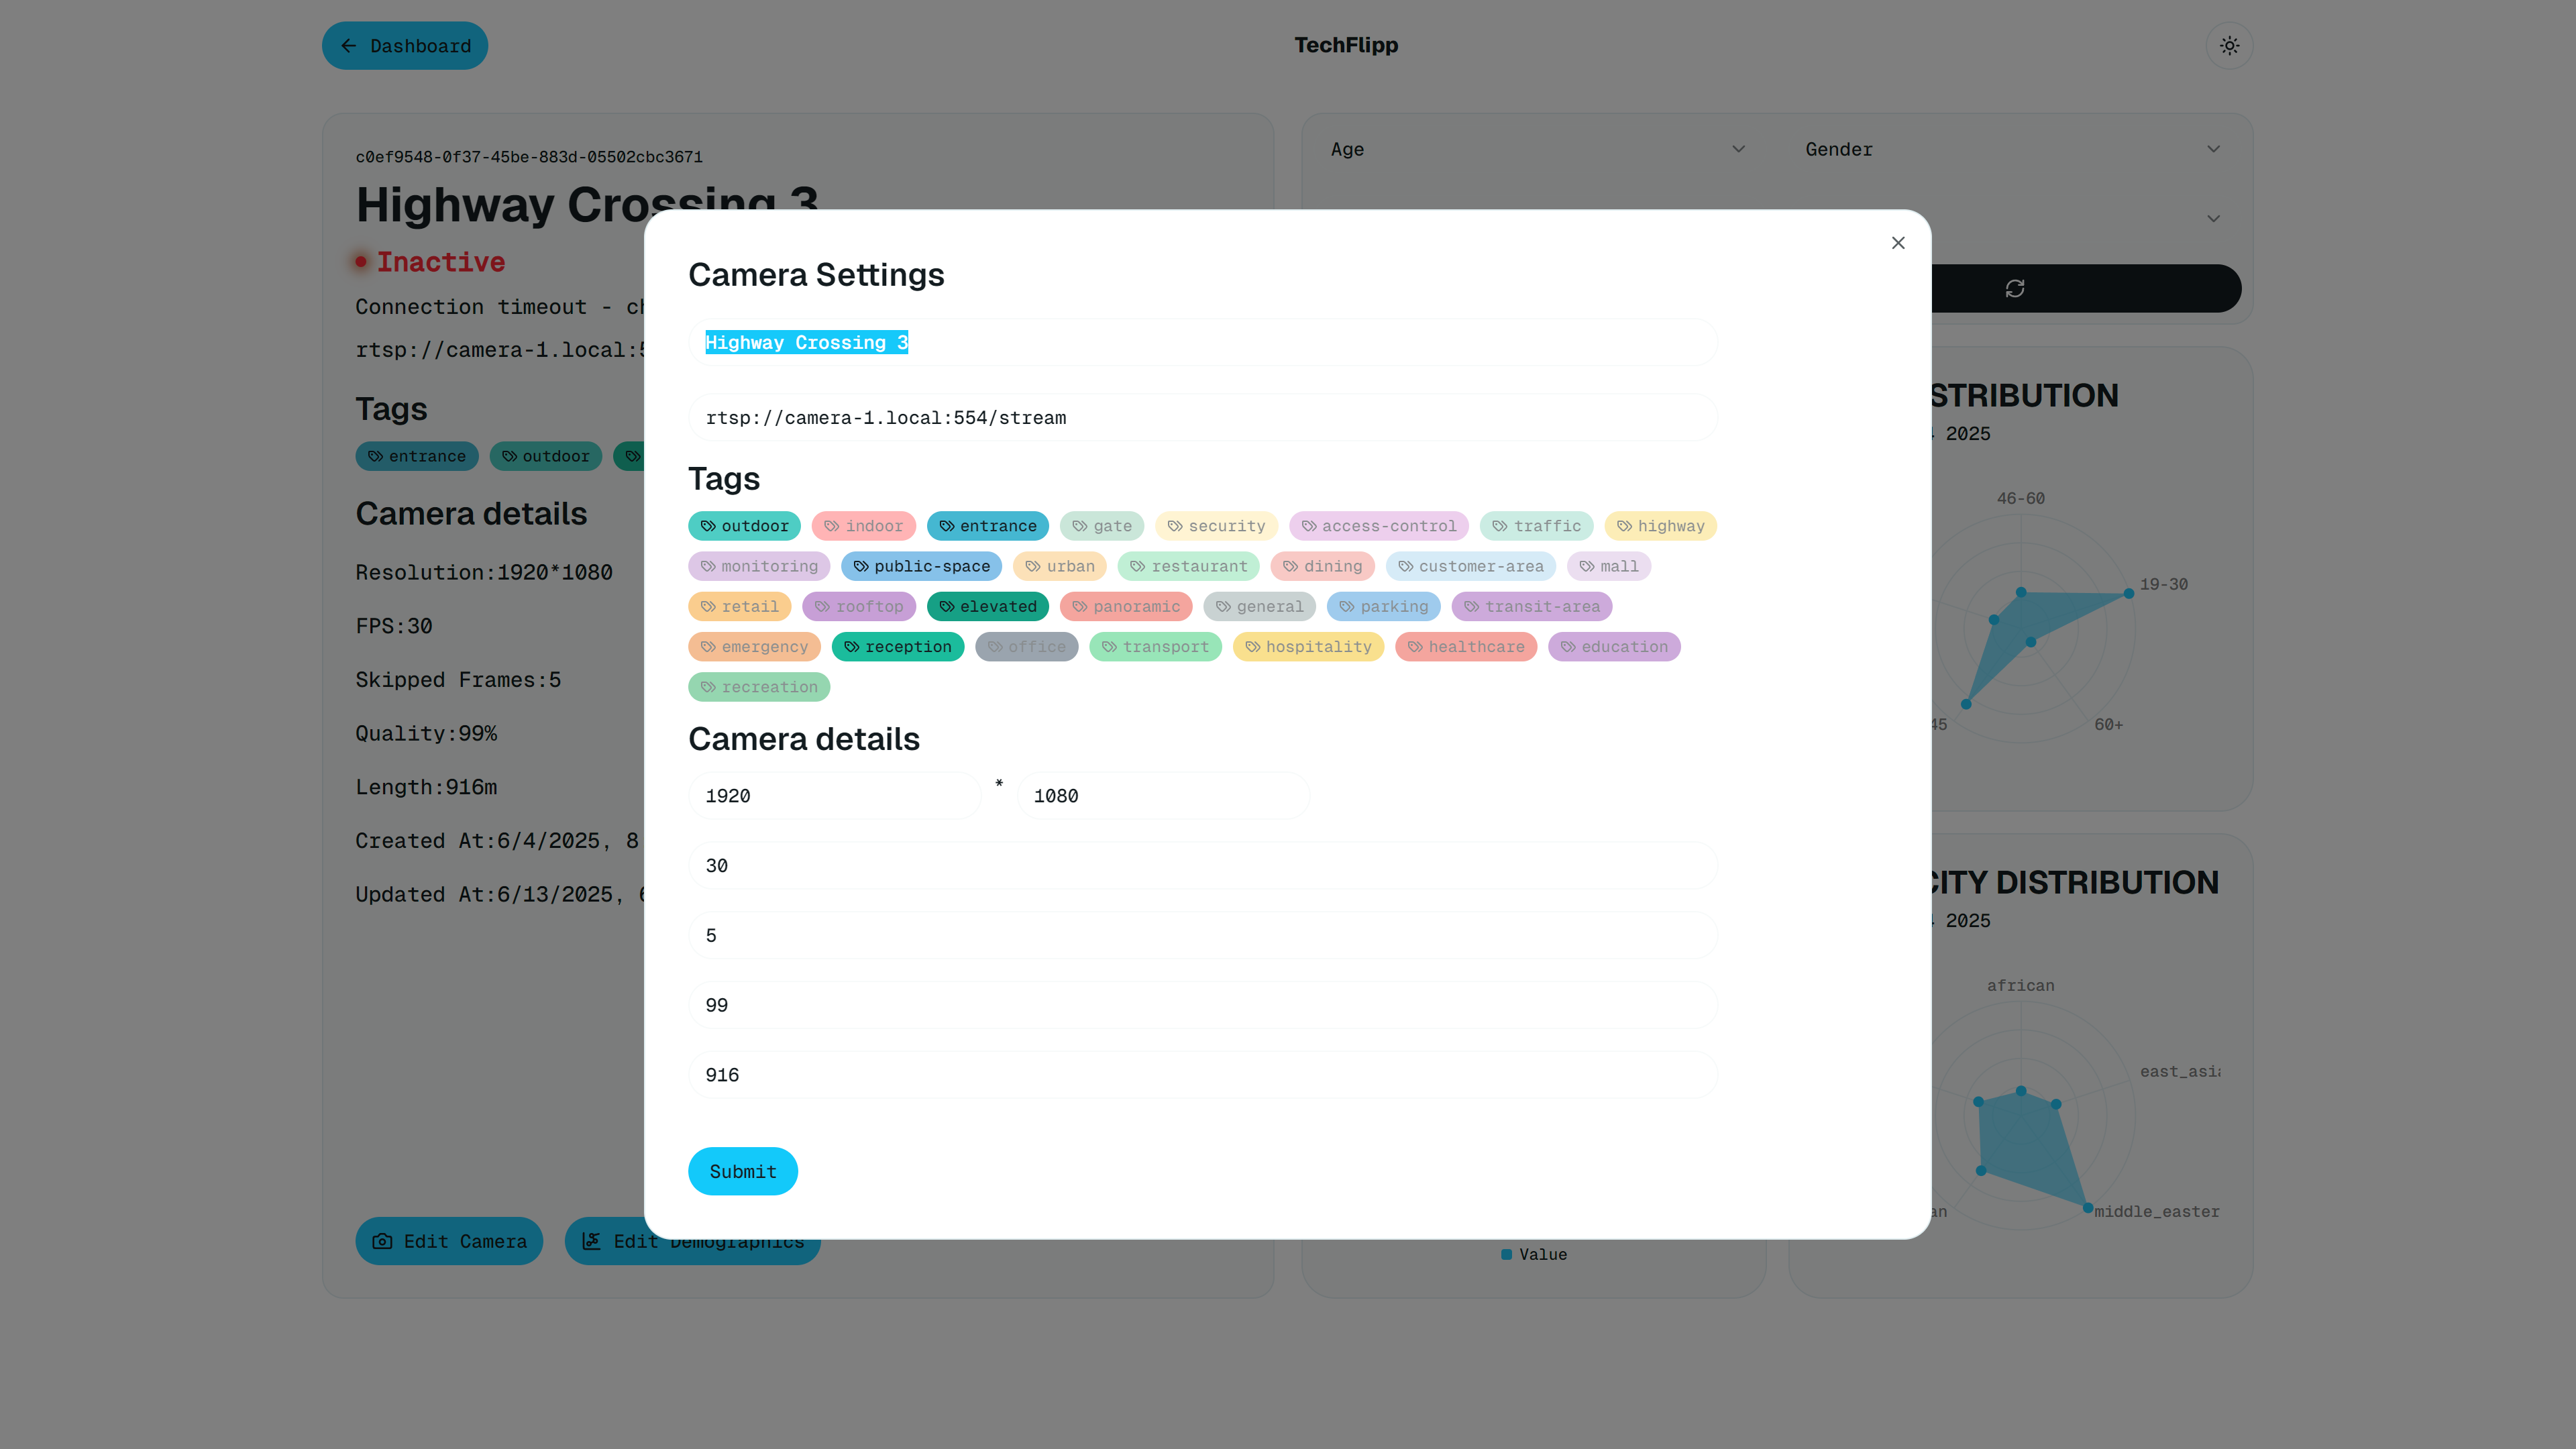 Dashboard
TechFlipp
c0ef9548-0f37-45be-883d-05502cbc3671
Highway Crossing 3
Inactive
Connection timeout -
rtsp://camera-1.local:
Tags
entrance
outdoor
Camera details
Resolution:1920*1080
FPS:30
Skipped Frames:5
Quality:99%
Length:916m
Created At:6/4/2025, 8
Updated At:6/13/2025,
Edit Camera
Edit Demographics
Camera Settings
Highway Crossing 3
rtsp://camera-1.local:554/stream
Tags
outdoor indoor entrance gate security access-control traffic highway
monitoring public-space urban restaurant dining customer-area mall
retail rooftop elevated panoramic general parking transit-area
emergency reception office transport hospitality healthcare education
recreation
Camera details
1920 * 1080
30
5
99
916
Submit
Age
Gender
STRIBUTION
2025
46-60
19-30
45
60+
CITY DISTRIBUTION
2025
african
east_asia
middle_easter
an
Value